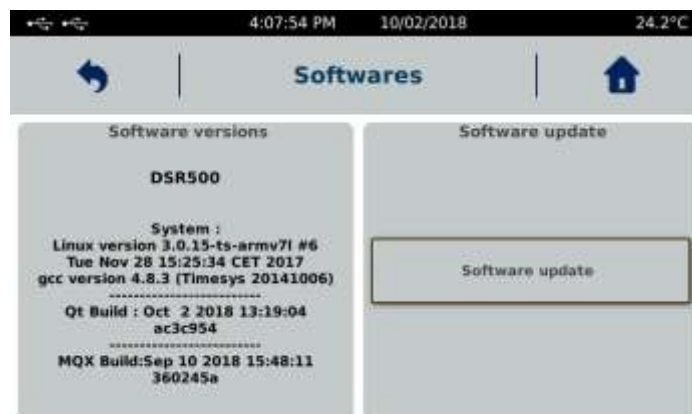 4:07:54 PM 10/02/2018 24.2°C
Softwares
Software versions
DSR500
System :
Linux version 3.0.15-ts-armv7l #6
Tue Nov 28 15:25:34 CET 2017
gcc version 4.8.3 (Timesys 20141006)
-------------------------
Qt Build : Oct 2 2018 13:19:04
ac3c954
-------------------------
MQX Build:Sep 10 2018 15:48:11
360245a
Software update
Software update